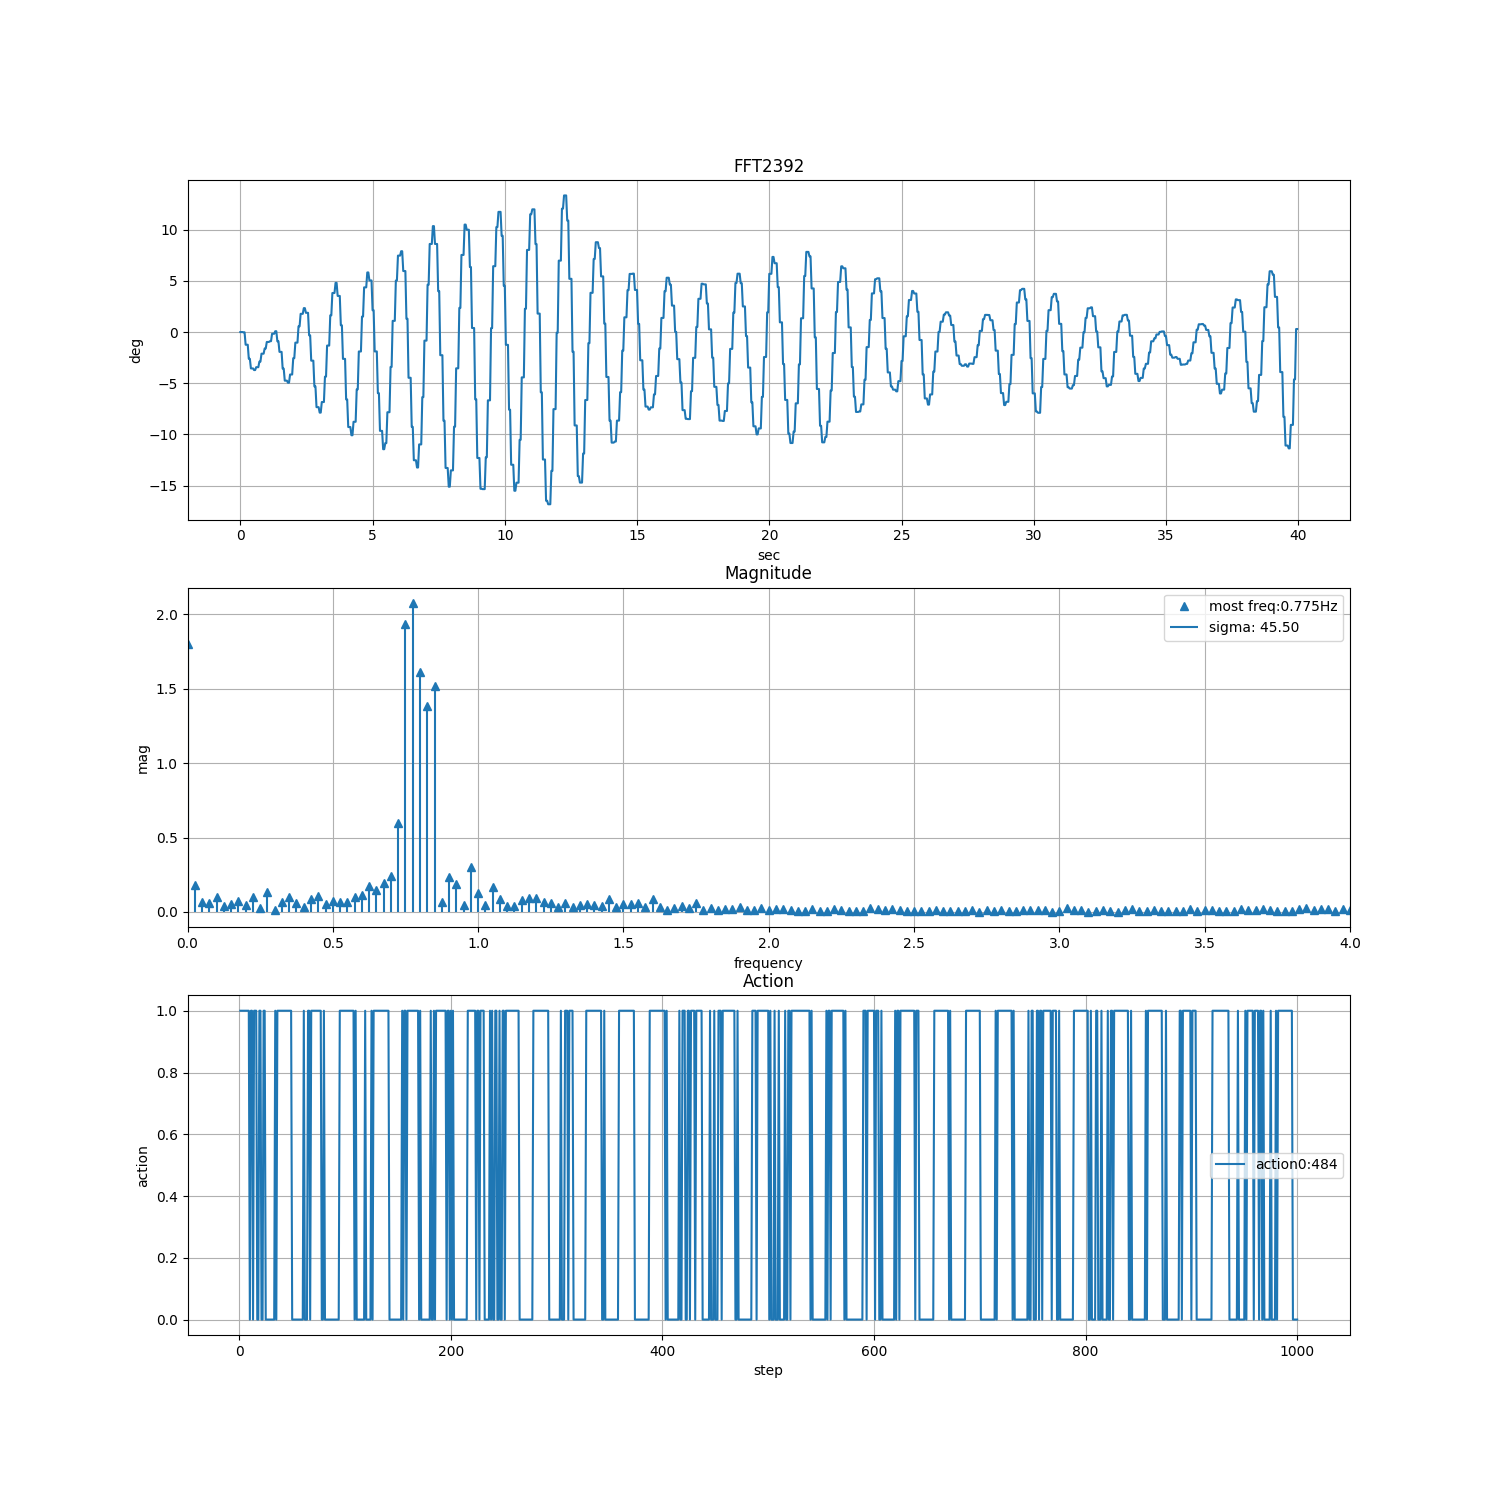 FFT2392
10
5
0
−5
−10
−15
deg
0 5 10 15 20 25 30 35 40
sec
Magnitude
most freq:0.775Hz
sigma: 45.50
2.0
1.5
1.0
0.5
0.0
mag
0.0 0.5 1.0 1.5 2.0 2.5 3.0 3.5 4.0
frequency
Action
1.0
0.8
0.6
0.4
0.2
0.0
action
action0:484
0 200 400 600 800 1000
step